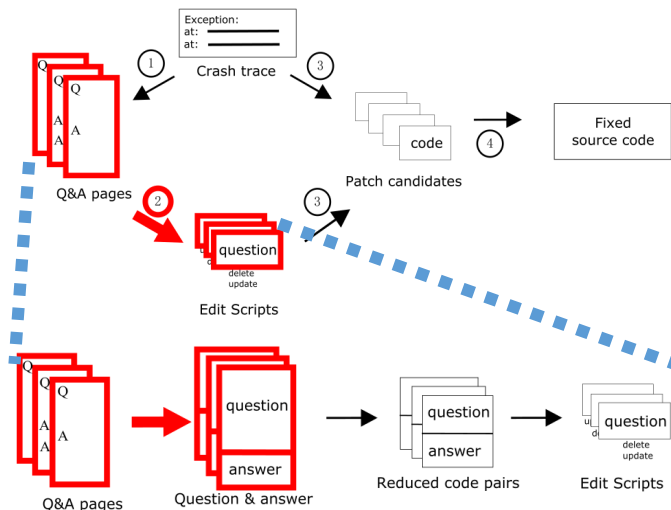 Exception:
at:
at:
Crash trace
1
3
Q
Q
Q
A
A
A
Q&A pages
code
Patch candidates
4
Fixed
source code
2
3
question
delete
update
Edit Scripts
Q
Q
Q
A
A
A
Q&A pages
question
answer
Question & answer
question
answer
Reduced code pairs
question
delete
update
Edit Scripts